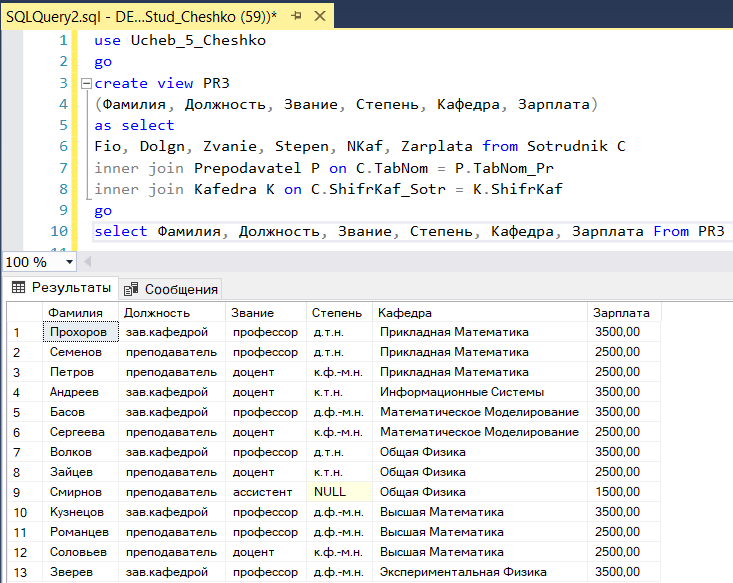 SQLQuery2.sql - DE...Stud_Cheshko (59))*
1 use Ucheb_5_Cheshko
2 go
3 create view PR3
4 (Фамилия, Должность, Звание, Степень, Кафедра, Зарплата)
5 as select
6 Fio, Dolgn, Zvanie, Stepen, NKaf, Zarplata from Sotrudnik C
7 inner join Prepodavatel P on C.TabNom = P.TabNom_Pr
8 inner join Kafedra K on C.ShifrKaf_Sotr = K.ShifrKaf
9 go
10 select Фамилия, Должность, Звание, Степень, Кафедра, Зарплата From PR3
11
100 %
Результаты Сообщения
Фамилия Должность Звание Степень Кафедра Зарплата
1 Прохоров зав.кафедрой профессор д.т.н. Прикладная Математика 3500,00
2 Семенов преподаватель профессор д.т.н. Прикладная Математика 2500,00
3 Петров преподаватель доцент к.ф.-м.н. Прикладная Математика 2500,00
4 Андреев зав.кафедрой доцент к.т.н. Информационные Системы 3500,00
5 Басов зав.кафедрой профессор д.ф.-м.н. Математическое Моделирование 3500,00
6 Сергеева преподаватель доцент к.ф.-м.н. Математическое Моделирование 2500,00
7 Волков зав.кафедрой профессор д.т.н. Общая Физика 3500,00
8 Зайцев преподаватель доцент к.т.н. Общая Физика 2500,00
9 Смирнов преподаватель ассистент NULL Общая Физика 1500,00
10 Кузнецов зав.кафедрой профессор д.ф.-м.н. Высшая Математика 3500,00
11 Романцев преподаватель профессор д.ф.-м.н. Высшая Математика 2500,00
12 Соловьев преподаватель доцент к.ф.-м.н. Высшая Математика 2500,00
13 Зверев зав.кафедрой профессор д.ф.-м.н. Экспериментальная Физика 3500,00